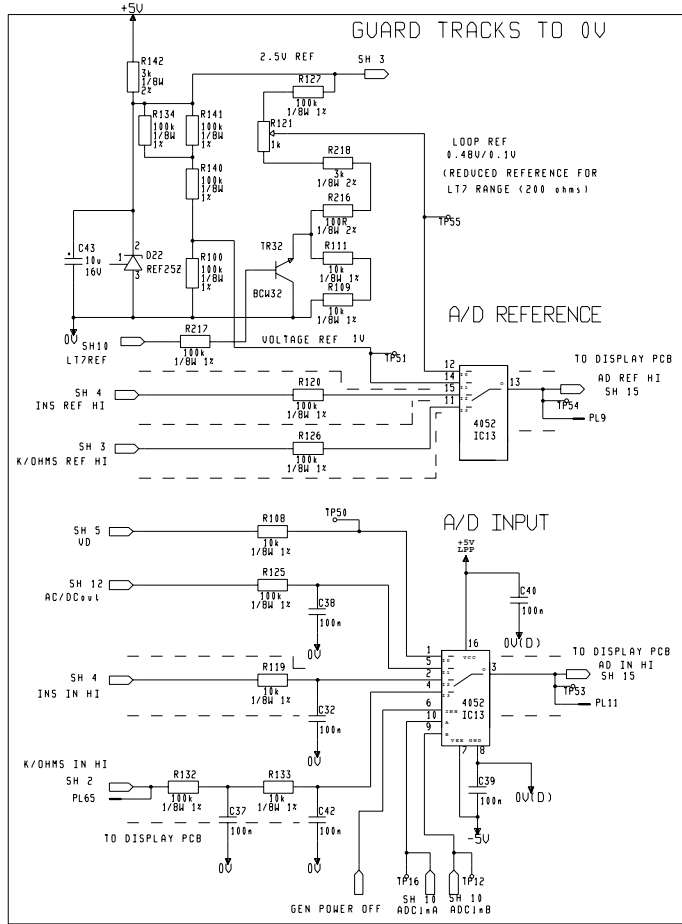 +5V
GUARD TRACKS TO 0V
R142
3k
1/8W
2%
2.5V REF
SH 3
R127
100k
1/8W 1%
R134
100k
1/8W
1%
R141
100k
1/8W
1%
R121
1k
LOOP REF
0.48V/0.1V
(REDUCED REFERENCE FOR
LT7 RANGE (200 ohms)
R218
3k
1/8W 2%
R140
100k
1/8W
1%
R216
100R
1/8W 2%
TP55
C43
10u
16V
D22
REF25Z
1
2
3
R100
100k
1/8W
1%
TR32
BCW32
R111
10k
1/8W 1%
R109
10k
1/8W 1%
0V
A/D REFERENCE
SH10
LT7REF
R217
100k
1/8W 1%
VOLTAGE REF 1V
TP51
12
14
15
11
13
4052
IC13
TO DISPLAY PCB
AD REF HI
SH 15
TP54
PL9
SH 4
INS REF HI
R120
100k
1/8W 1%
SH 3
K/OHMS REF HI
R126
100k
1/8W 1%
A/D INPUT
SH 5
VD
R108
10k
1/8W 1%
TP50
+5V
LPP
SH 12
AC/DCout
R125
100k
1/8W 1%
C38
100n
0V
C40
100n
0V(D)
16
VCC
1
5
2
4
6
10
9
3
INH
A
B
4052
IC13
VEE GND
7 8
TO DISPLAY PCB
AD IN HI
SH 15
TP53
PL11
SH 4
INS IN HI
R119
10k
1/8W 1%
C32
100n
0V
K/OHMS IN HI
SH 2
PL65
R132
100k
1/8W 1%
R133
10k
1/8W 1%
C37
100n
C42
100n
0V
0V
TO DISPLAY PCB
C39
100n
0V(D)
-5V
GEN POWER OFF
TP16
SH 10
ADC1nA
TP12
SH 10
ADC1nB